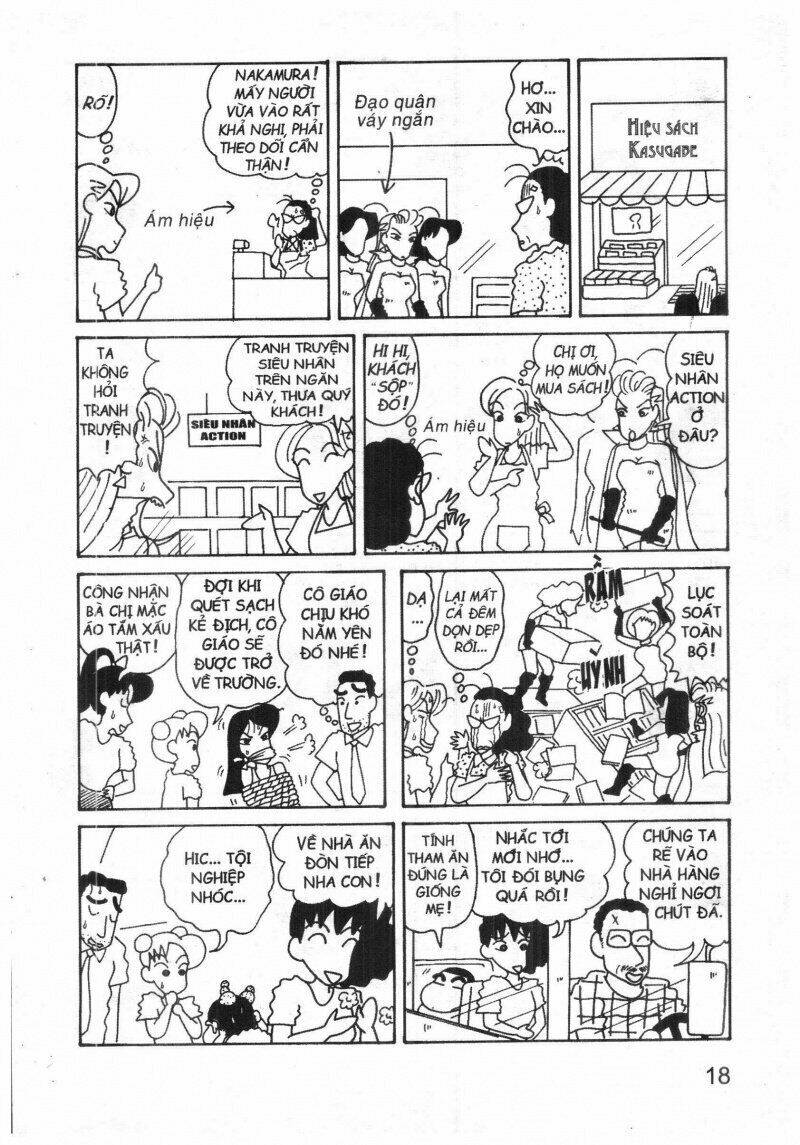 HIỆU SÁCH
KASUGABE
HƠ...
XIN
CHÀO...
Đạo quân
váy ngắn
NAKAMURA!
MẤY NGƯỜI
VỪA VÀO RẤT
KHẢ NGHI, PHẢI
THEO DÕI CẨN
THẬN!
Ám hiệu
RÕ!
SIÊU
NHÂN
ACTION
Ở
ĐÂU?
CHỊ ƠI,
HỌ MUỐN
MUA SÁCH!
Ám hiệu
HI HI,
KHÁCH
"SỘP"
ĐÓ!
TRANH TRUYỆN
SIÊU NHÂN
TRÊN NGĂN
NÀY, THƯA QUÝ
KHÁCH!
SIÊU NHÂN
ACTION
TA
KHÔNG
HỎI
TRANH
TRUYỆN
!
LỤC
SOÁT
TOÀN
BỘ!
RẦM
HUỲNH
LẠI MẤT
CẢ ĐÊM
DỌN DẸP
RỒI...
DẠ
...
CÔ GIÁO
CHỊU KHÓ
NẰM YÊN
ĐÓ NHÉ!
ĐỢI KHI
QUÉT SẠCH
KẺ ĐỊCH, CÔ
GIÁO SẼ
ĐƯỢC TRỞ
VỀ TRƯỜNG.
CÔNG NHẬN
BÀ CHỊ MẶC
ÁO TẮM XẤU
THẬT!
CHÚNG TA
RẼ VÀO
NHÀ HÀNG
NGHỈ NGƠI
CHÚT ĐÃ.
NHẮC TỚI
MỚI NHỚ...
TÔI ĐÓI BỤNG
QUÁ RỒI!
TÍNH
THAM ĂN
ĐÚNG LÀ
GIỐNG
MẸ!
VỀ NHÀ ĂN
ĐÒN TIẾP
NHA CON!
HIC... TỘI
NGHIỆP
NHÓC...
18